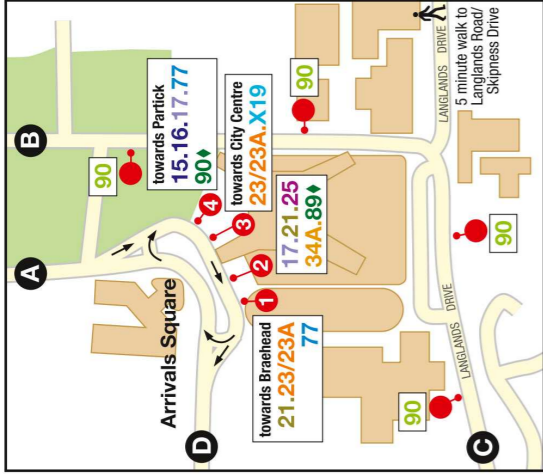 A
B
90
towards Partick
15.16.17.77
90♦
90
5 minute walk to
Langlands Road/
Skipness Drive
LANGLANDS DRIVE
4
towards City Centre
23/23A.X19
3
Arrivals Square
2
17.21.25
34A.89♦
1
towards Braehead
21.23/23A
77
D
90
LANGLANDS DRIVE
90
C